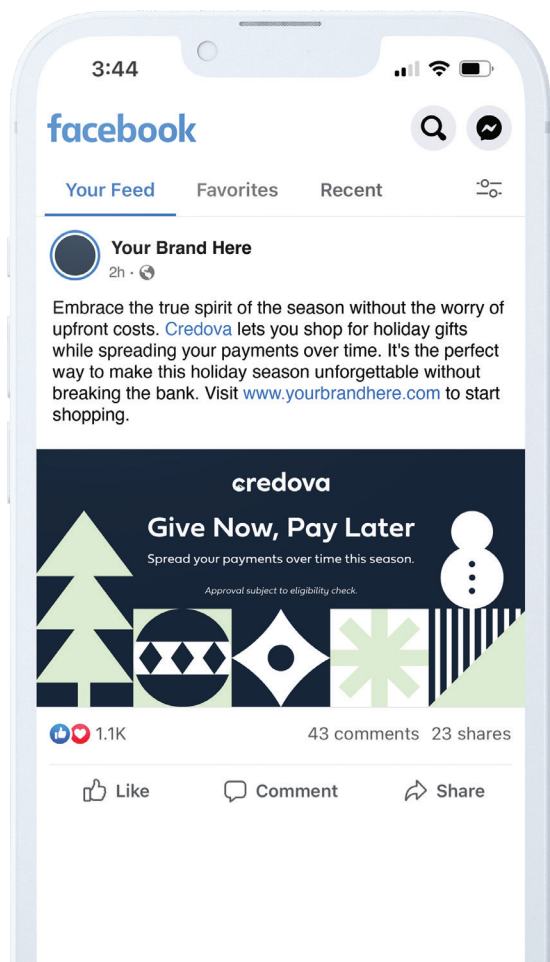 3:44
facebook
Your Feed Favorites Recent
Your Brand Here
2h ·
Embrace the true spirit of the season without the worry of
upfront costs. Credova lets you shop for holiday gifts
while spreading your payments over time. It's the perfect
way to make this holiday season unforgettable without
breaking the bank. Visit www.yourbrandhere.com to start
shopping.
credova
Give Now, Pay Later
Spread your payments over time this season.
Approval subject to eligibility check.
1.1K 43 comments 23 shares
Like Comment Share